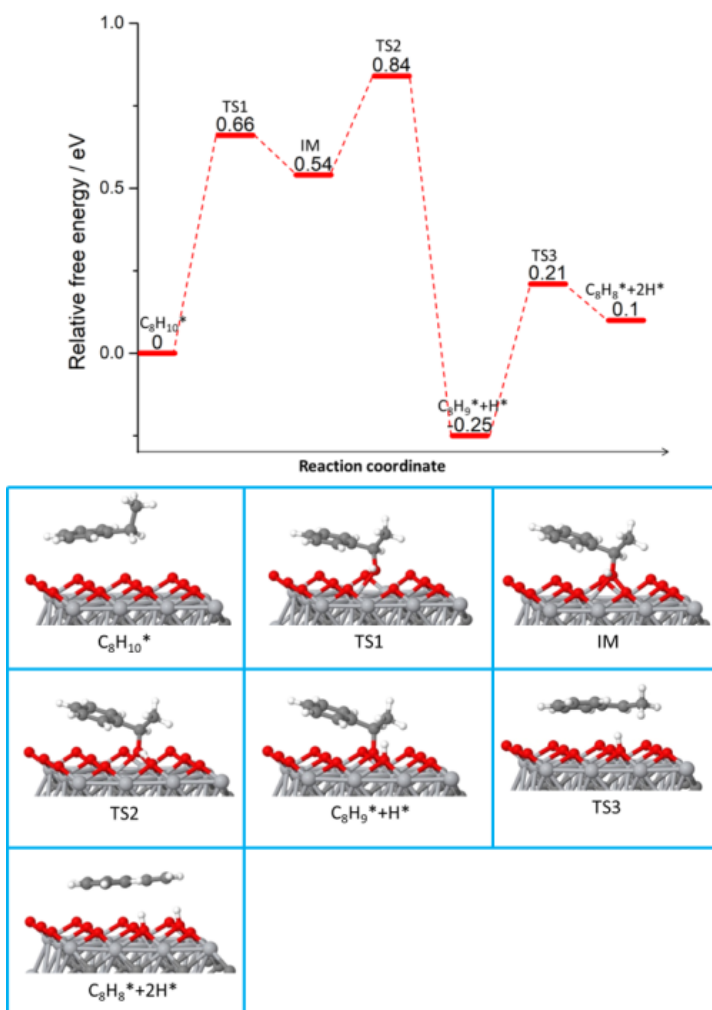 1.0
TS2
0.84
TS1
0.66
IM
0.54
0.5
TS3
0.21
C₈H₈*+2H*
0.1
C₈H₁₀*
0
0.0
C₈H₉*+H*
-0.25
Relative free energy / eV
Reaction coordinate
C₈H₁₀*
TS1
IM
TS2
C₈H₉*+H*
TS3
C₈H₈*+2H*